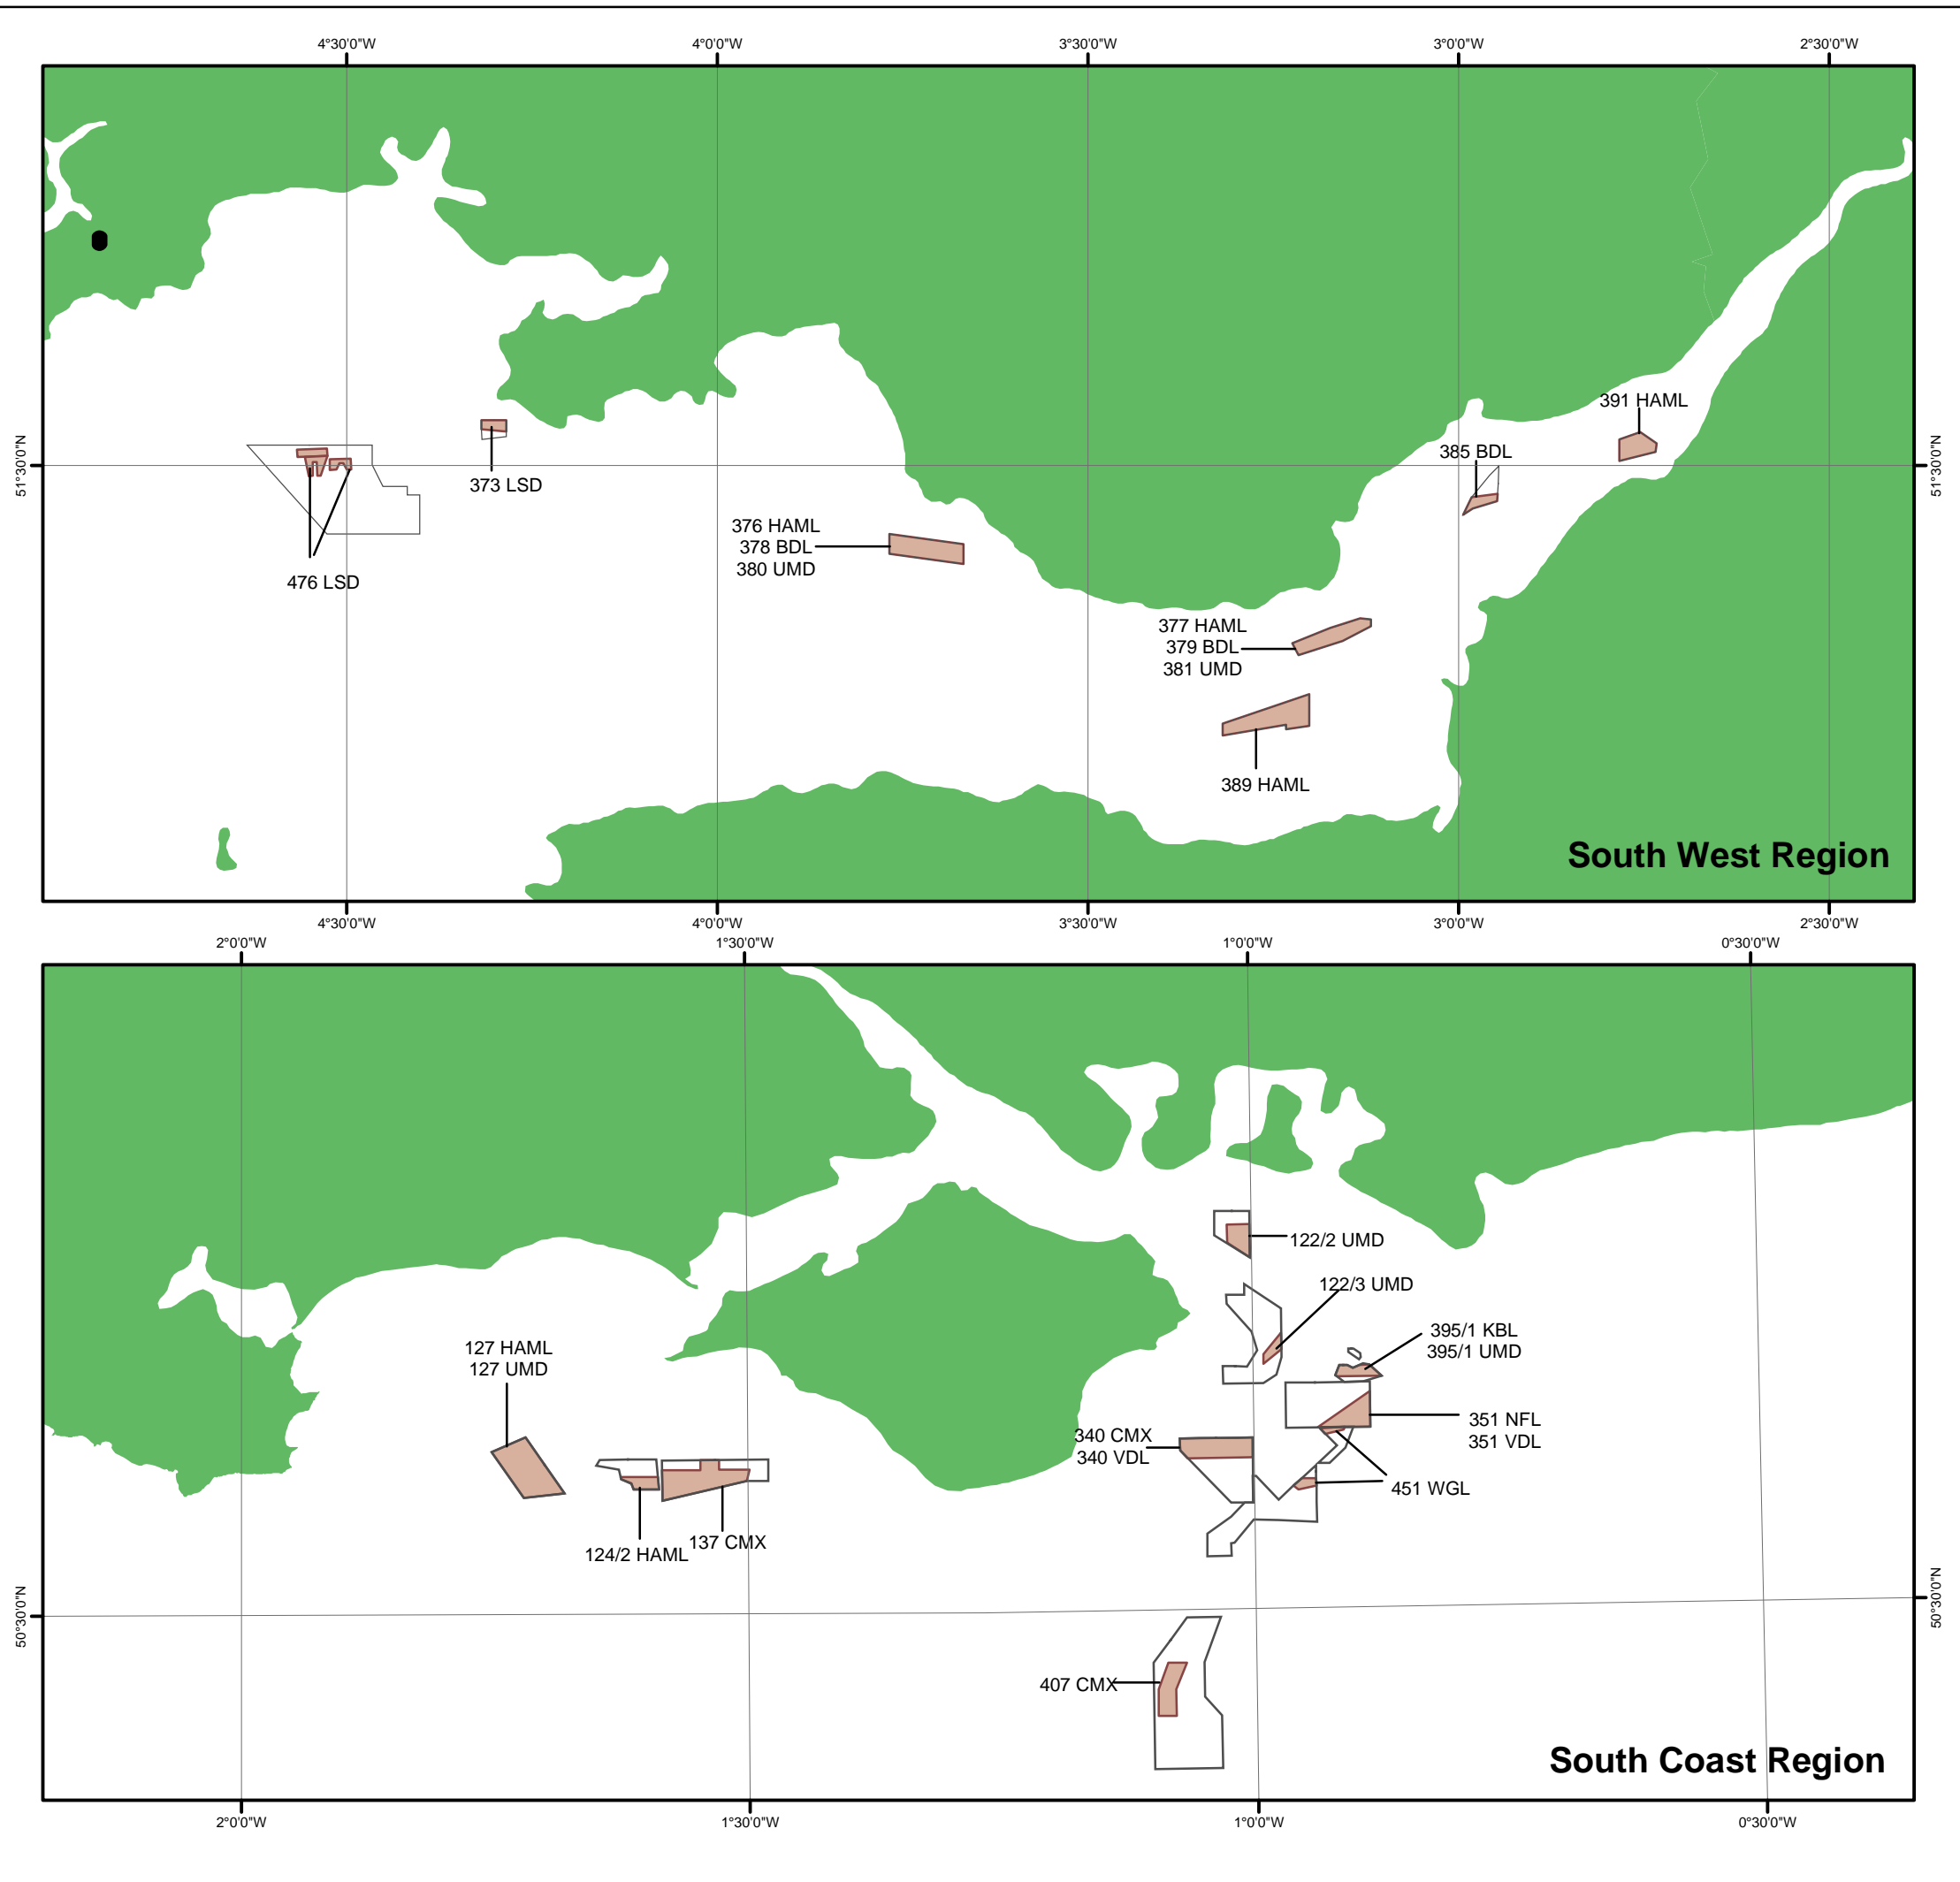 4°30'0"W 4°0'0"W 3°30'0"W 3°0'0"W 2°30'0"W
391 HAML
385 BDL
51°30'0"N 51°30'0"N
373 LSD
376 HAML
378 BDL
380 UMD
476 LSD
377 HAML
379 BDL
381 UMD
389 HAML
South West Region
4°30'0"W 4°0'0"W 3°30'0"W 3°0'0"W 2°30'0"W
2°0'0"W 1°30'0"W 1°0'0"W 0°30'0"W
122/2 UMD
122/3 UMD
395/1 KBL
395/1 UMD
127 HAML
127 UMD
351 NFL
351 VDL
340 CMX
340 VDL
451 WGL
137 CMX
124/2 HAML
50°30'0"N 50°30'0"N
407 CMX
South Coast Region
2°0'0"W 1°30'0"W 1°0'0"W 0°30'0"W